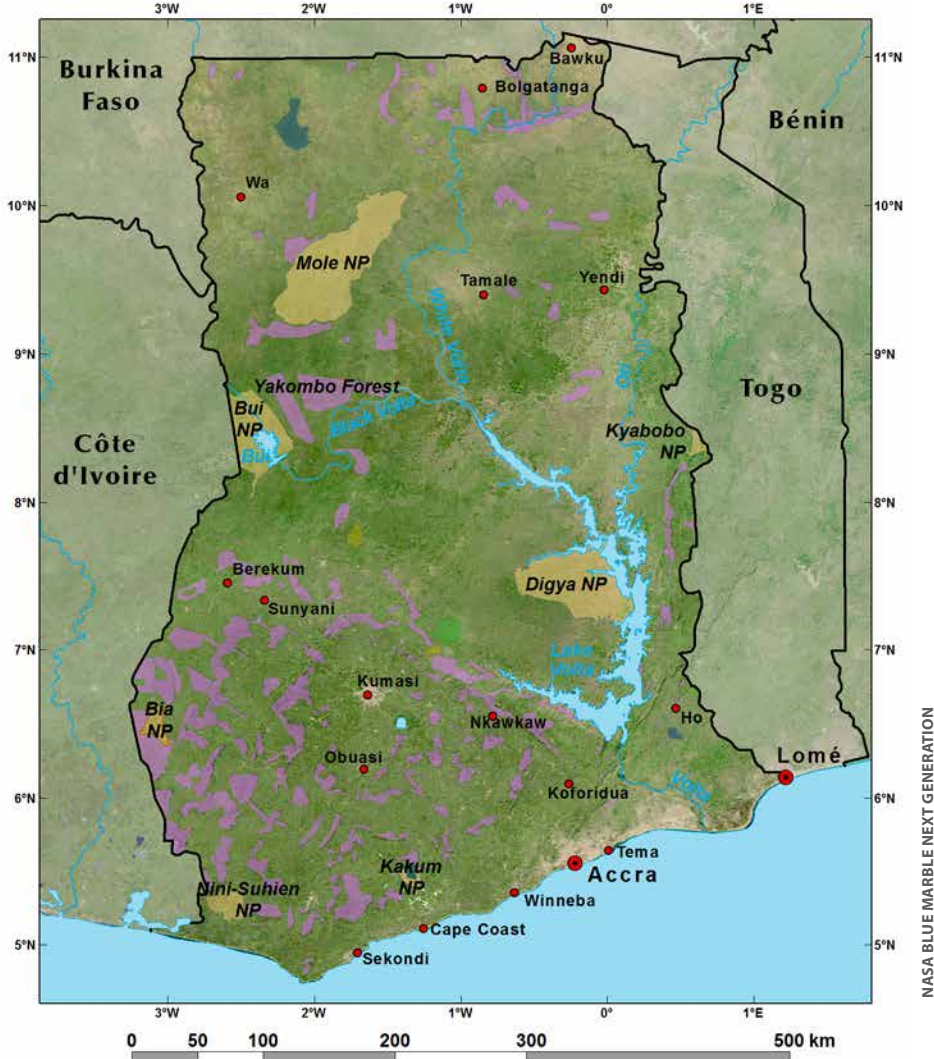 3°W
2°W
1°W
0°
1°E
11°N
10°N
9°N
8°N
7°N
6°N
5°N
Burkina
Faso
Bénin
Togo
Côte
d'Ivoire
Bawku
Bolgatanga
Wa
Mole NP
Tamale
Yendi
White Volta
Oti
Yakombo Forest
Black Volta
Bui
NP
Bui
Kyabobo
NP
Digya NP
Berekum
Sunyani
Lake
Volta
Kumasi
Nkawkaw
Ho
Bia
NP
Obuasi
Koforidua
Lomé
Volta
Tema
Accra
Kakum
NP
Nini-Suhien
NP
Winneba
Cape Coast
Sekondi
3°W
2°W
1°W
0°
1°E
11°N
10°N
9°N
8°N
7°N
6°N
5°N
0
50
100
200
300
500 km
NASA BLUE MARBLE NEXT GENERATION